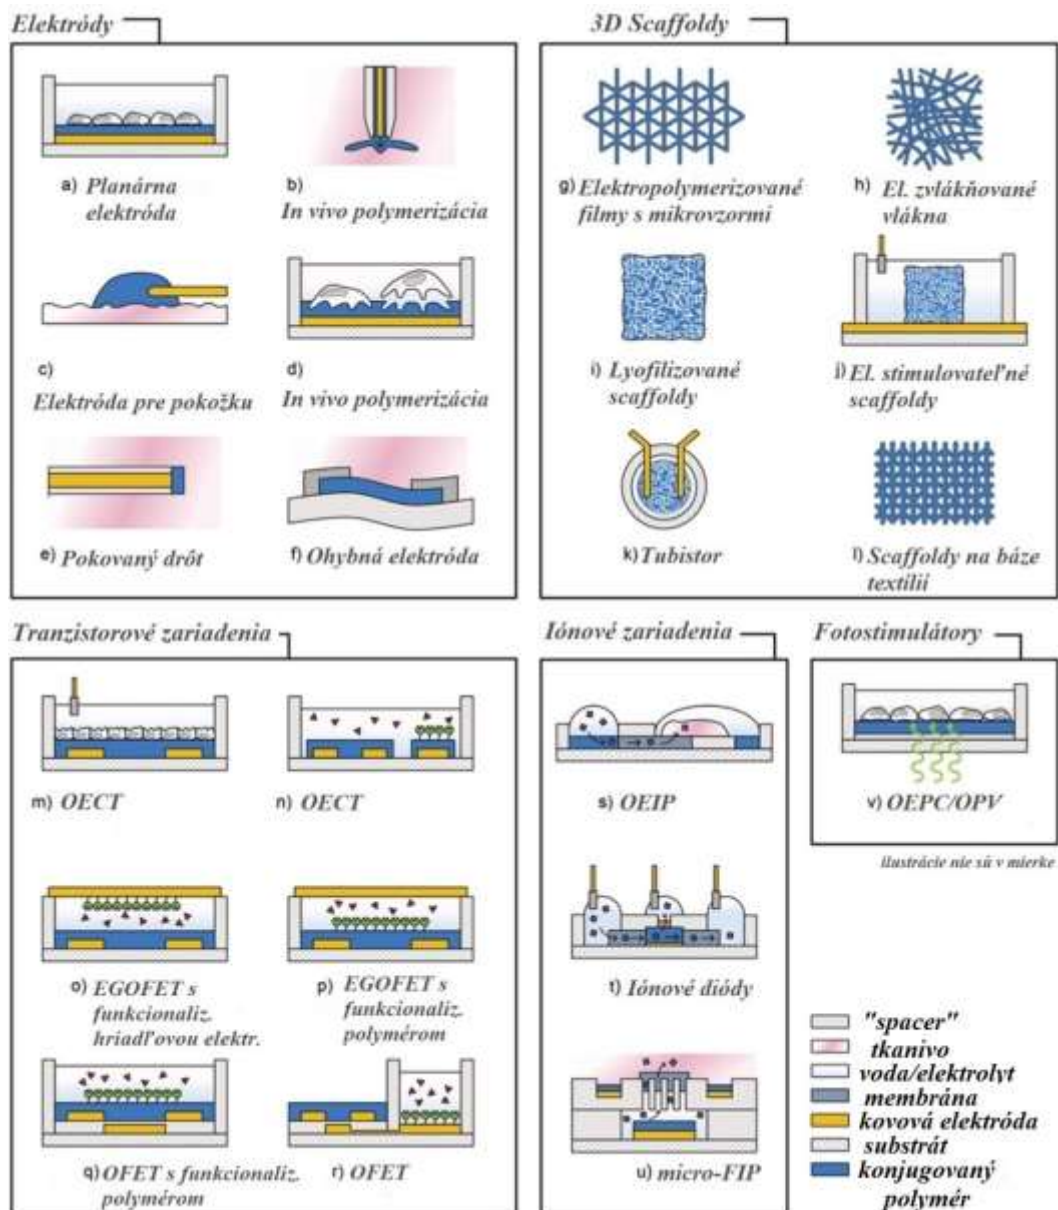 Elektródy
3D Scaffoldy
a) Planárna
elektróda
b)
In vivo polymerizácia
g) Elektropolymerizované
filmy s mikrovzormi
h) El. zvlákňované
vlákna
c)
Elektróda pre pokožku
d)
In vivo polymerizácia
i) Lyofilizované
scaffoldy
j) El. stimulovateľné
scaffoldy
e) Pokovaný drôt
f) Ohybná elektróda
k) Tubistor
l) Scaffoldy na báze
textílií
Tranzistorové zariadenia
Iónové zariadenia
Fotostimulátory
m) OECT
n) OECT
s) OEIP
v) OEPC/OPV
ilustrácie nie sú v mierke
o) EGOFET s
funkcionaliz.
hriadľovou elektr.
p) EGOFET s
funkcionaliz.
polymérom
t) Iónové diódy
q) OFET s funkcionaliz.
polymérom
r) OFET
u) micro-FIP
"spacer"
tkanivo
voda/elektrolyt
membrána
kovová elektróda
substrát
konjugovaný
polymér